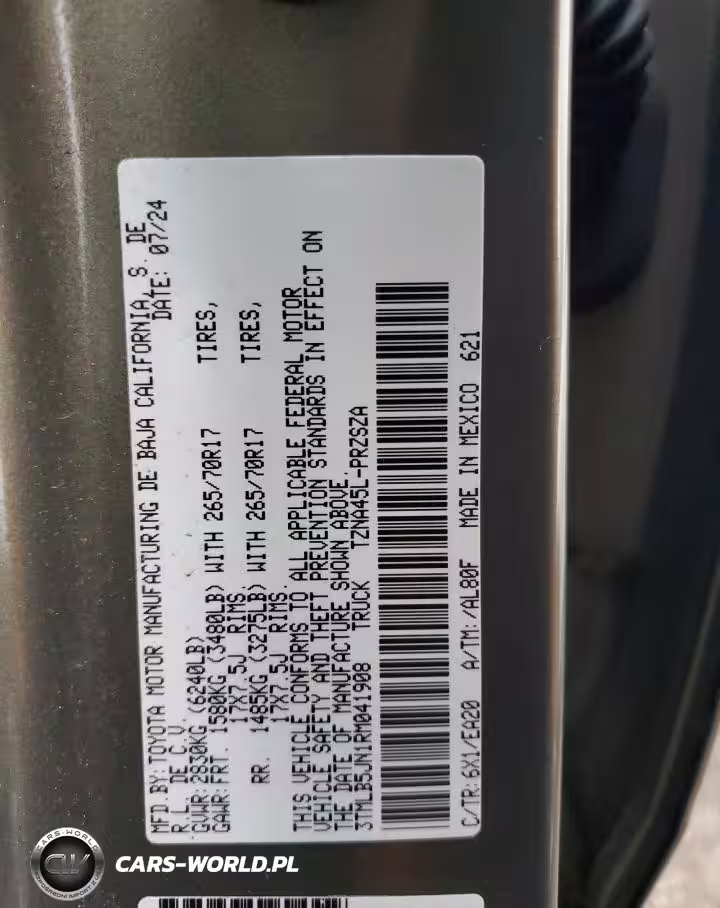 MFD.BY:TOYOTA MOTOR MANUFACTURING DE BAJA CALIFORNIA, S. DE
R.L. DE C.V. DATE: 07/24
GVWR:2830KG (6240LB)
GAWR:FRT. 1580KG (3480LB) WITH 265/70R17 TIRES,
17X7.5J RIMS,
RR. 1485KG (3275LB) WITH 265/70R17 TIRES,
17X7.5J RIMS.
THIS VEHICLE CONFORMS TO ALL APPLICABLE FEDERAL MOTOR
VEHICLE SAFETY AND THEFT PREVENTION STANDARDS IN EFFECT ON
THE DATE OF MANUFACTURE SHOWN ABOVE.
3TMLB5JN1RM041908 TRUCK TZNA45L-PRZSZA
C/TR:6X1/EA20 A/TM:/AL80F MADE IN MEXICO 621
CARS-WORLD
CW
CARS-WORLD.PL